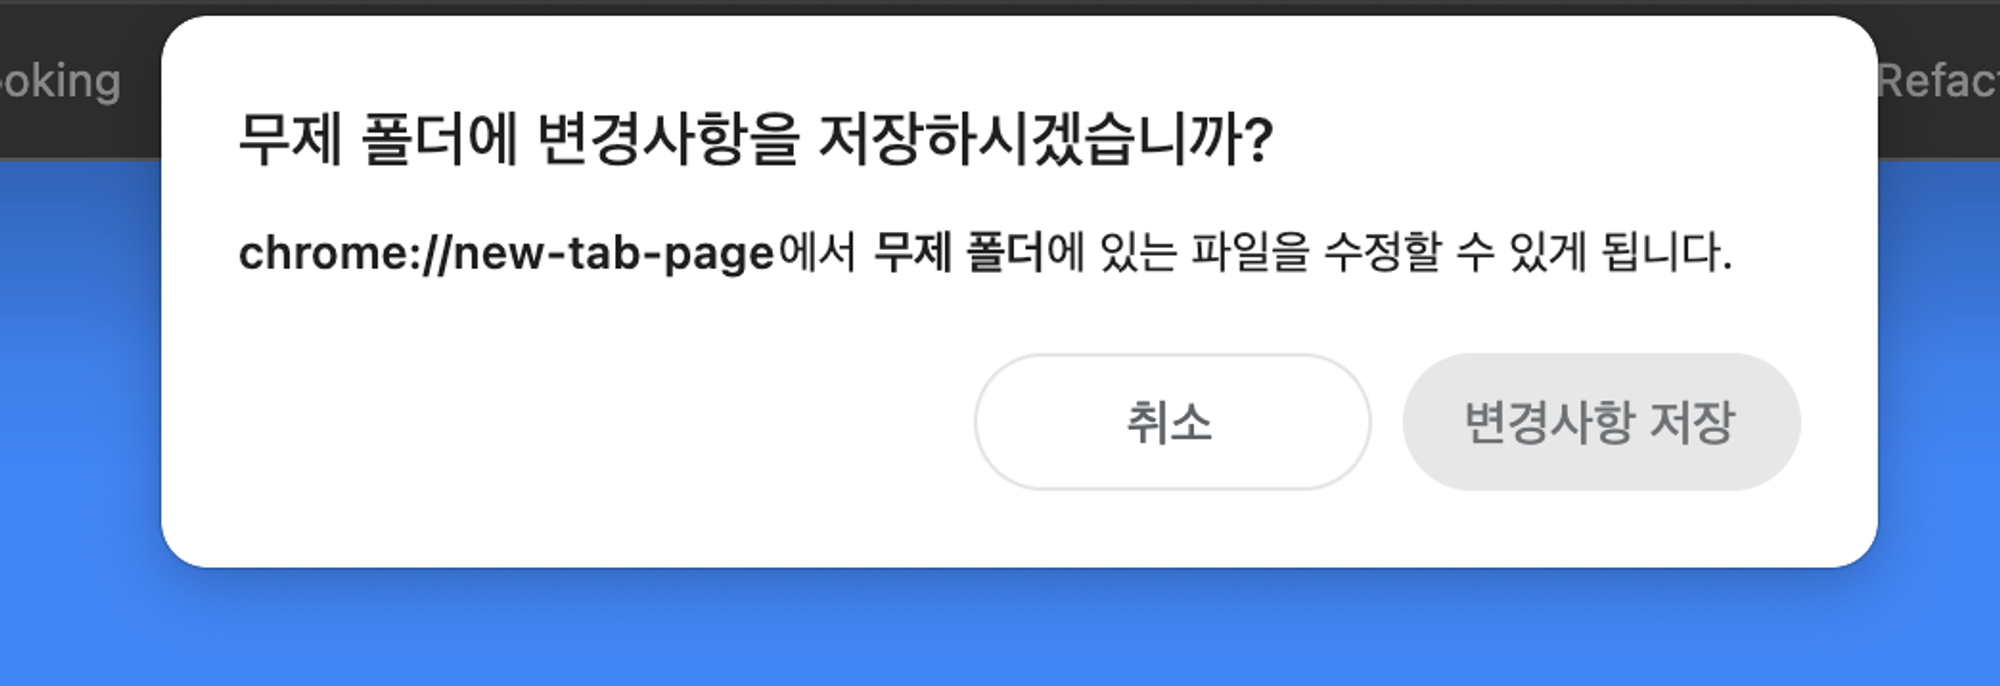 무제 폴더에 변경사항을 저장하시겠습니까?
chrome://new-tab-page에서 무제 폴더에 있는 파일을 수정할 수 있게 됩니다.
취소
변경사항 저장